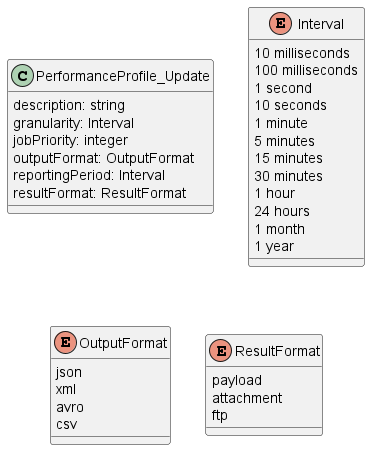 C PerformanceProfile_Update
description: string
granularity: Interval
jobPriority: integer
outputFormat: OutputFormat
reportingPeriod: Interval
resultFormat: ResultFormat
E Interval
10 milliseconds
100 milliseconds
1 second
10 seconds
1 minute
5 minutes
15 minutes
30 minutes
1 hour
24 hours
1 month
1 year
E OutputFormat
json
xml
avro
csv
E ResultFormat
payload
attachment
ftp